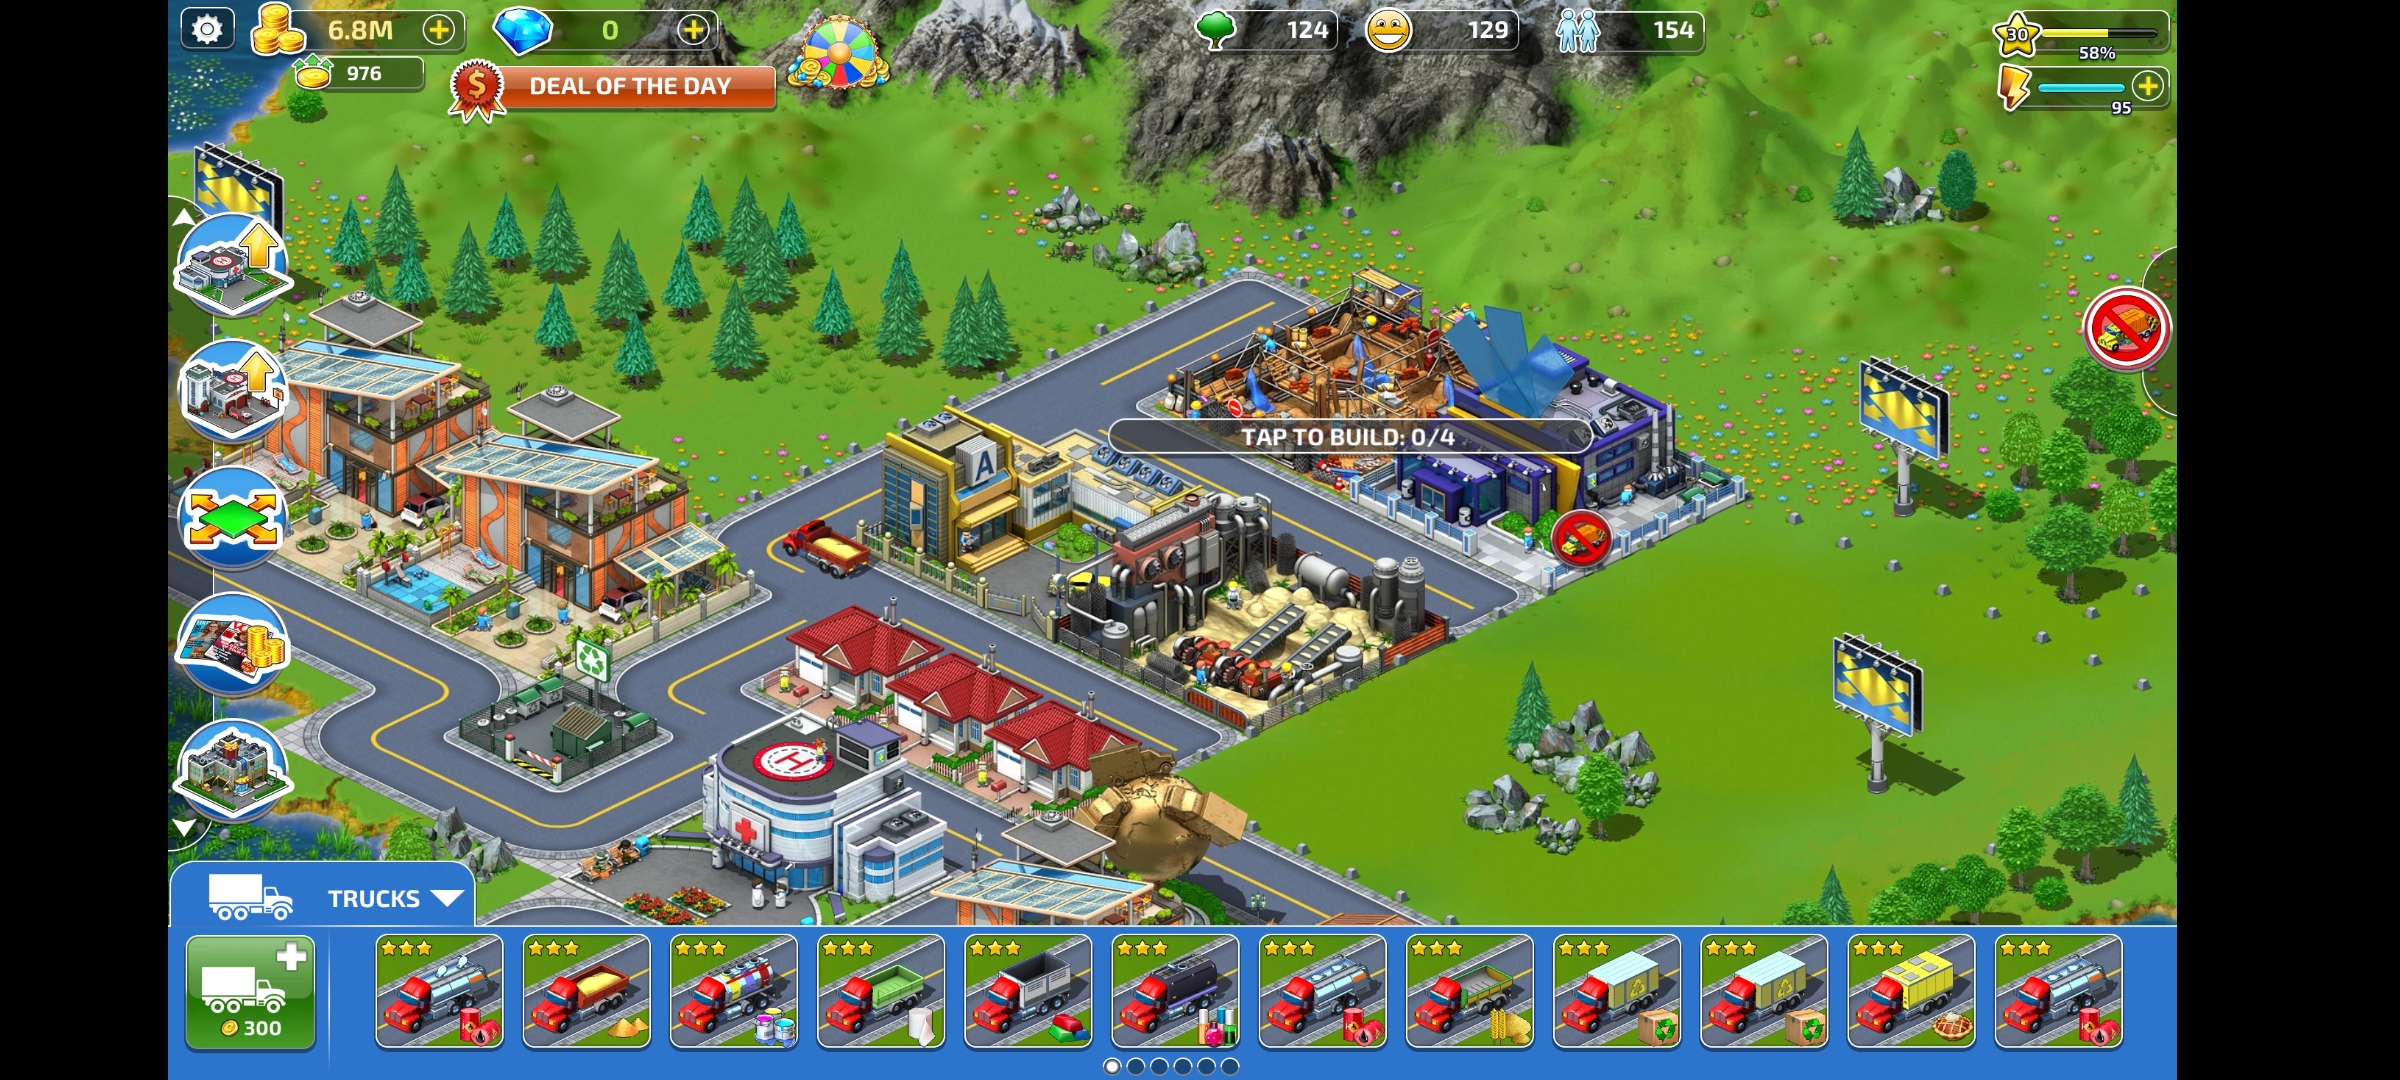 6.8M
0
124
129
154
30
58%
976
DEAL OF THE DAY
95
A
TAP TO BUILD: 0/4
H
TRUCKS
300